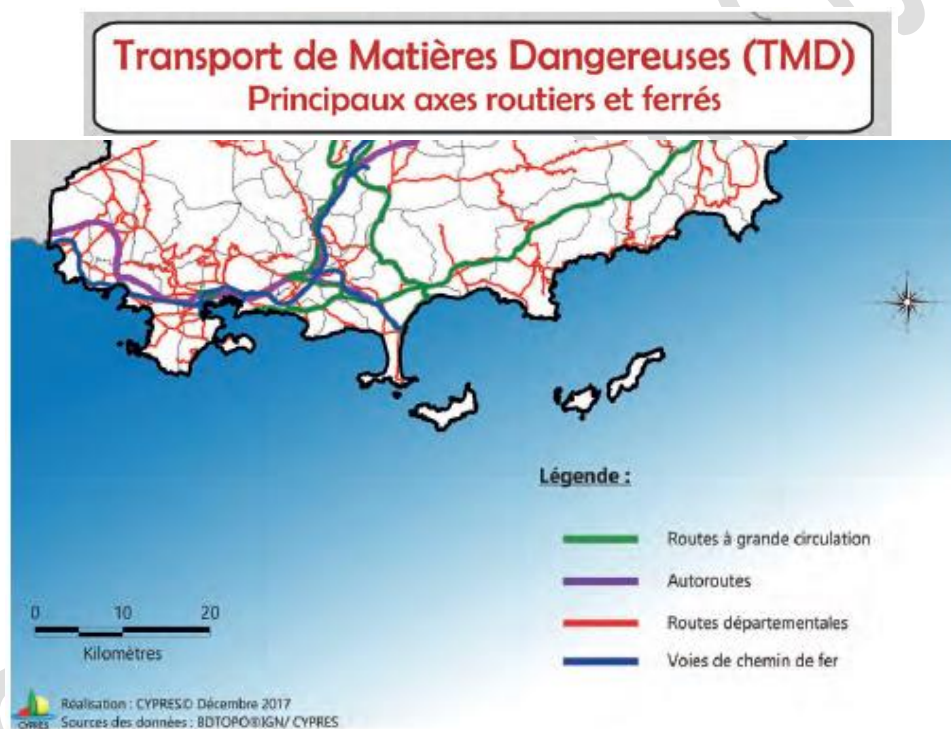 Transport de Matières Dangereuses (TMD)
Principaux axes routiers et ferrés
Légende :
Routes à grande circulation
Autoroutes
Routes départementales
Voies de chemin de fer
0 10 20
Kilomètres
Réalisation : CYPRES© Décembre 2017
CYPRES Sources des données : BDTOPO®IGN/ CYPRES